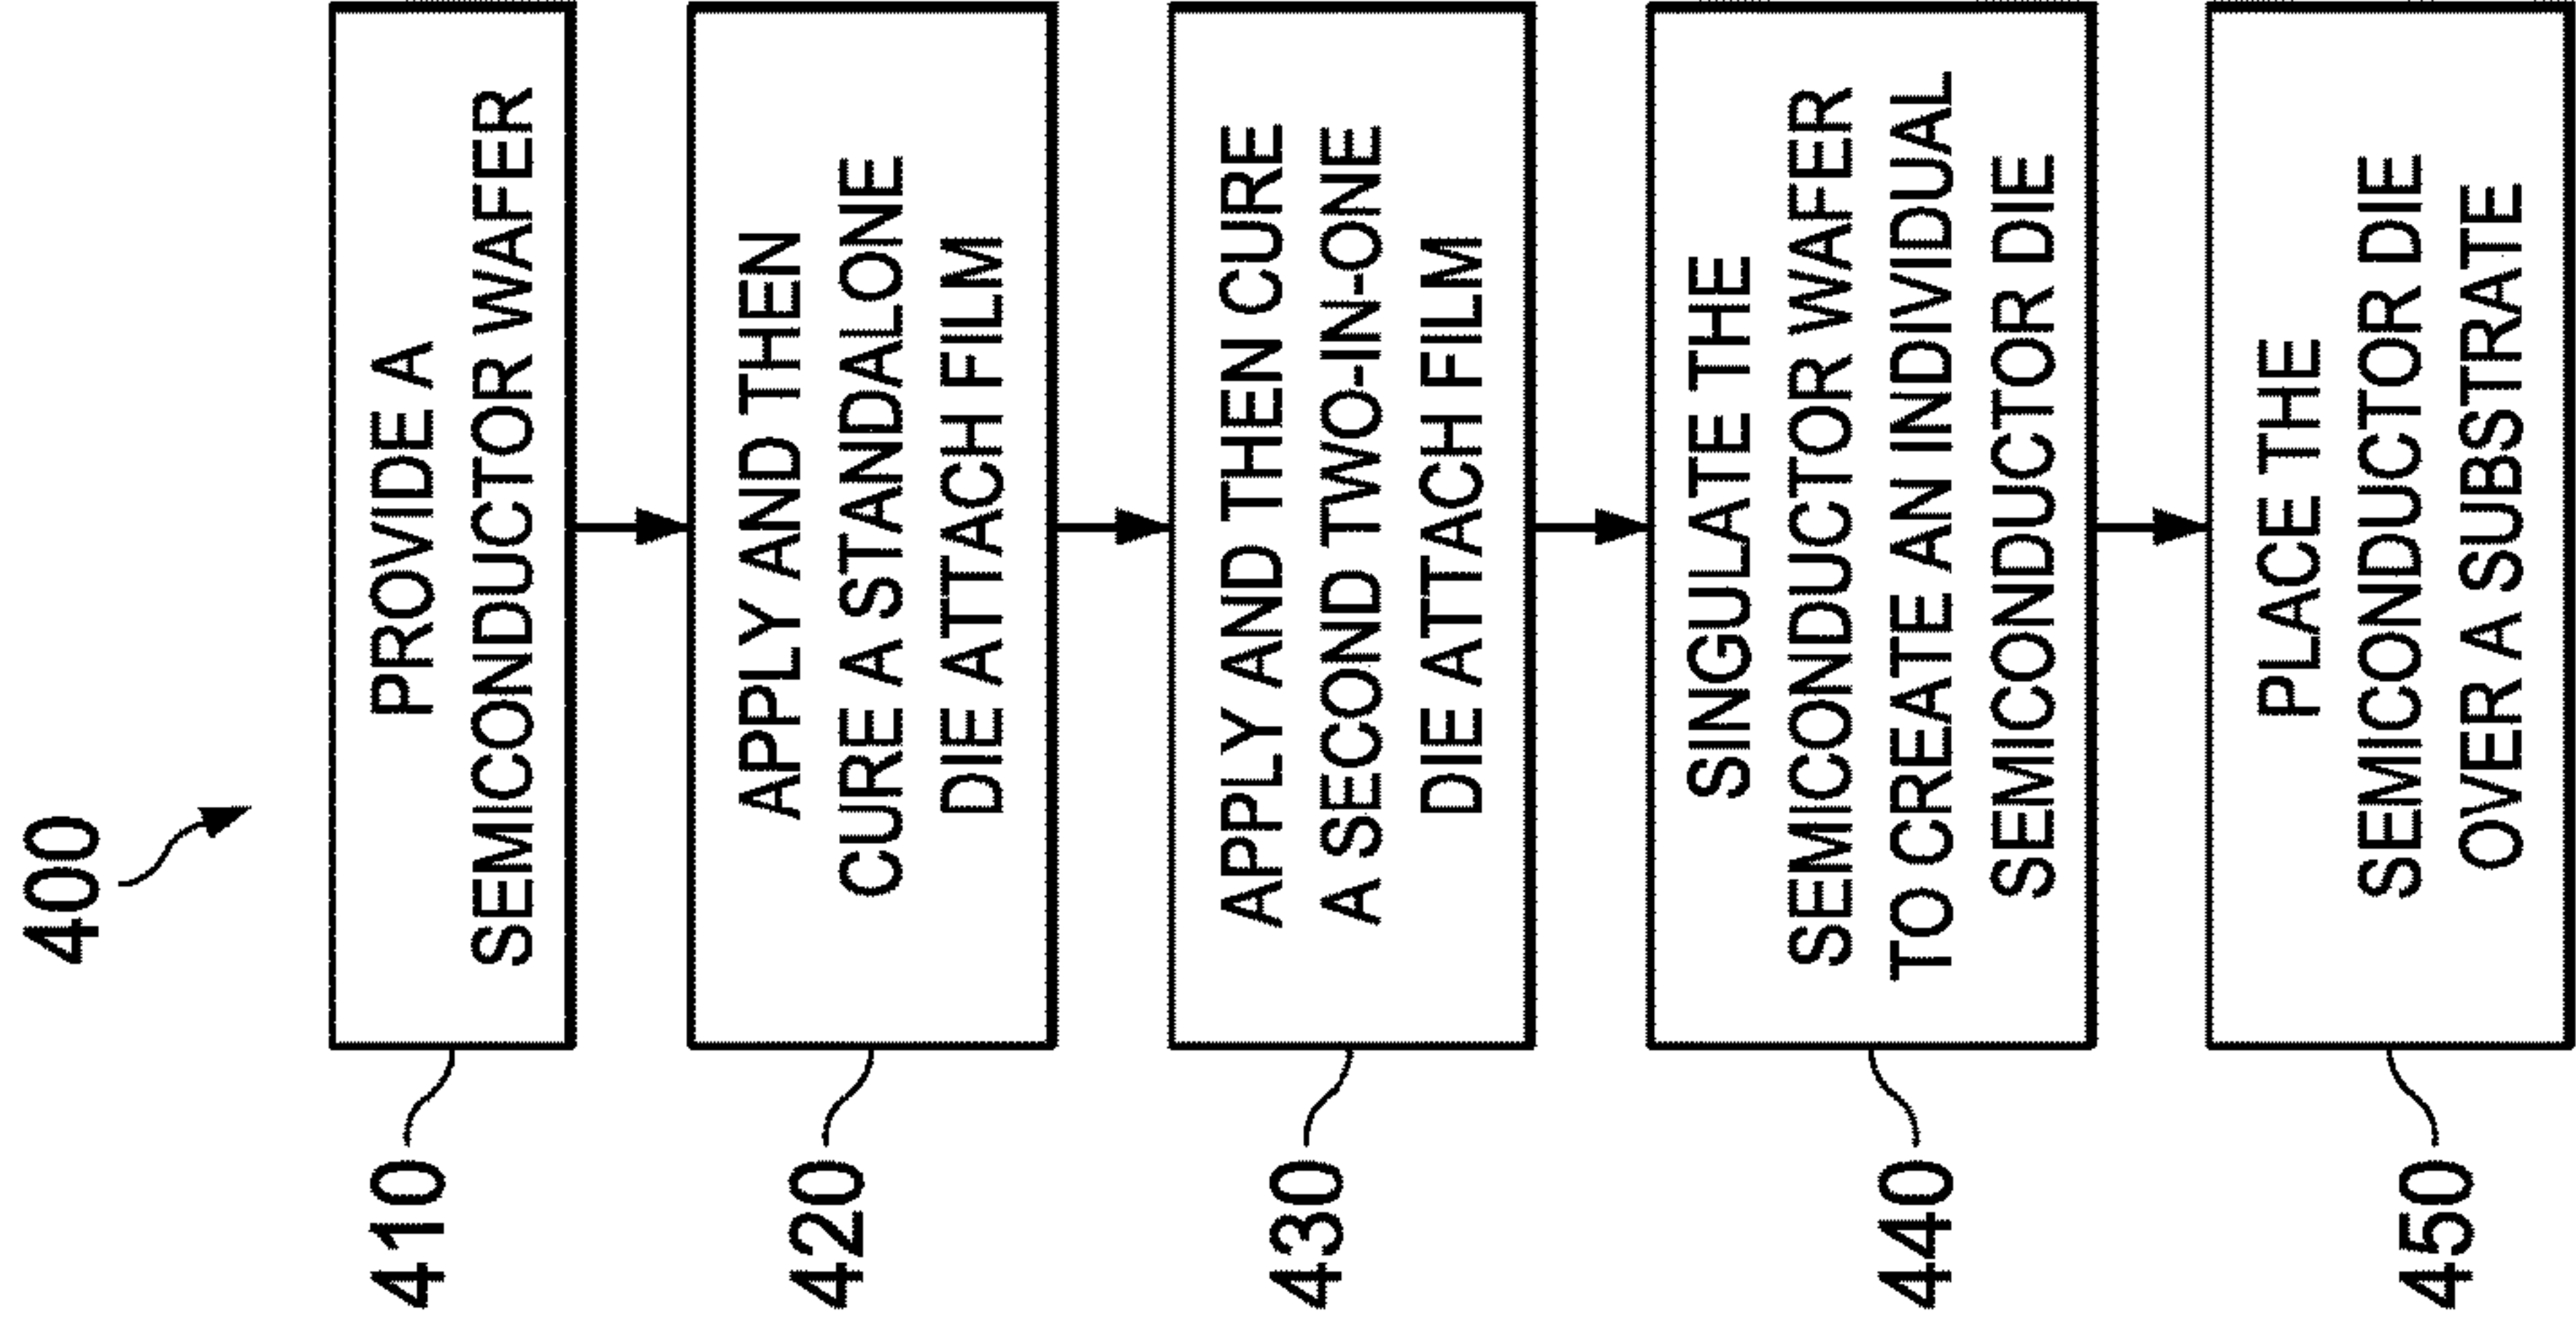 400
410
PROVIDE A
SEMICONDUCTOR WAFER
420
APPLY AND THEN
CURE A STANDALONE
DIE ATTACH FILM
430
APPLY AND THEN CURE
A SECOND TWO-IN-ONE
DIE ATTACH FILM
440
SINGULATE THE
SEMICONDUCTOR WAFER
TO CREATE AN INDIVIDUAL
SEMICONDUCTOR DIE
450
PLACE THE
SEMICONDUCTOR DIE
OVER A SUBSTRATE